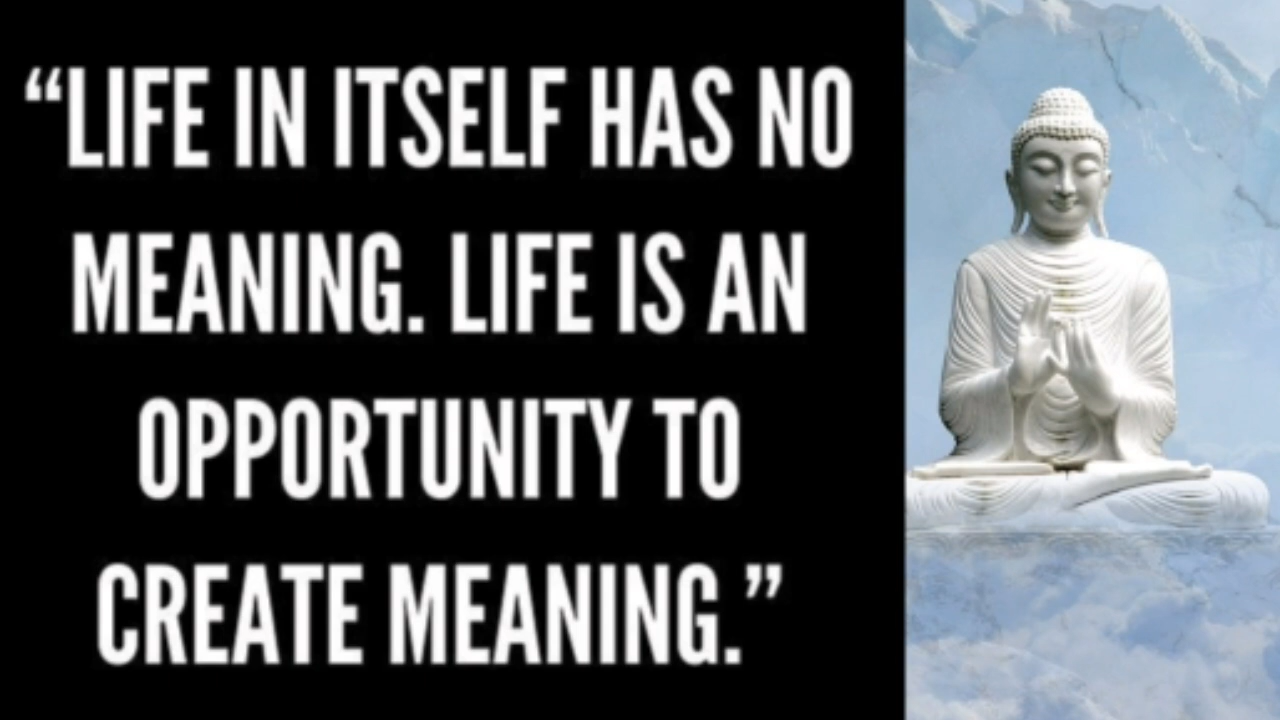 “LIFE IN ITSELF HAS NO
MEANING. LIFE IS AN
OPPORTUNITY TO
CREATE MEANING.”